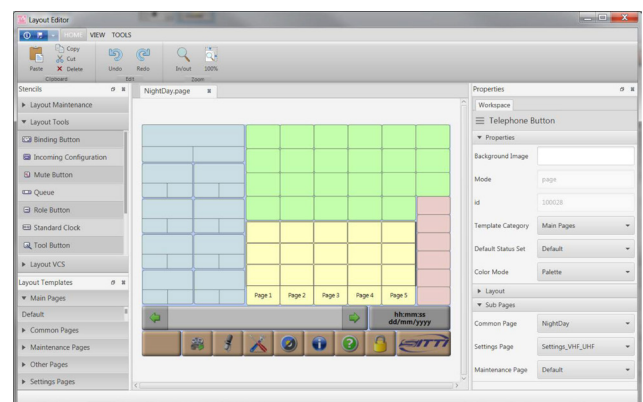 Layout Editor
HOME VIEW TOOLS
Paste
Copy
Cut
Delete
Clipboard
Undo
Redo
Edit
In/out
100%
Zoom
Stencils
Layout Maintenance
Layout Tools
Binding Button
Incoming Configuration
Mute Button
Queue
Role Button
Standard Clock
Tool Button
Layout VCS
Layout Templates
Main Pages
Default
Common Pages
Maintenance Pages
Other Pages
Settings Pages
NightDay.page
Page 1 Page 2 Page 3 Page 4 Page 5
hh:mm:ss
dd/mm/yyyy
SITTI
Properties
Workspace
Telephone Button
Properties
Background Image
Mode page
id 100026
Template Category Main Pages
Default Status Set Default
Color Mode Palette
Layout
Sub Pages
Common Page NightDay
Settings Page Settings_VHF_UHF
Maintenance Page Default